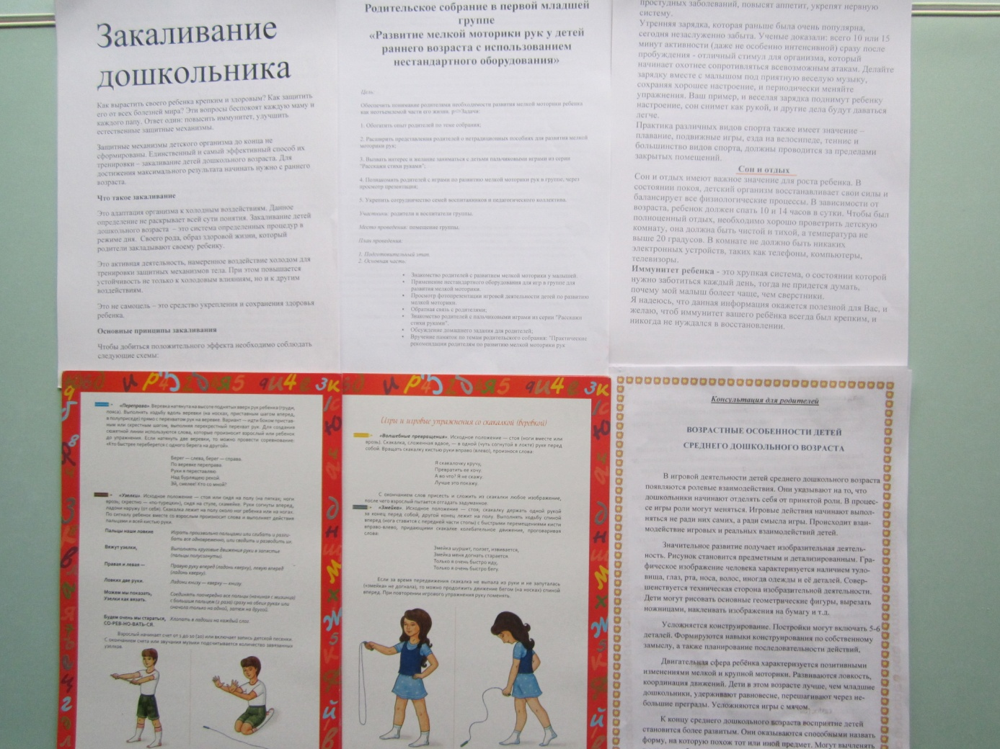 Закаливание
дошкольника
Как вырастить своего ребенка крепким и здоровым? Как защитить
его от всех болезней мира? Эти вопросы беспокоят каждую маму и
каждого папу. Ответ один: повысить иммунитет, улучшить
естественные защитные механизмы.
Защитные механизмы детского организма до конца не
сформированы. Единственный и самый эффективный способ их
тренировки – закаливание детей дошкольного возраста. Для
достижения максимального результата начинать нужно с раннего
возраста.
Что такое закаливание
Это адаптация организма к холодным воздействиям. Данное
определение не раскрывает всей сути понятия. Закаливание детей
дошкольного возраста – это система определенных процедур в
режиме дня. Своего рода, образ здоровой жизни, который
родители закладывают своему ребенку.
Это активная деятельность, намеренное воздействие холодом для
тренировки защитных механизмов тела. При этом повышается
устойчивость не только к холодовым влияниям, но и к другим
воздействиям.
Это не самоцель – это средство укрепления и сохранения здоровья
ребенка.
Основные принципы закаливания
Чтобы добиться положительного эффекта необходимо соблюдать
следующие схемы:
Родительское собрание в первой младшей
группе
«Развитие мелкой моторики рук у детей
раннего возраста с использованием
нестандартного оборудования»
Цель:
Обеспечить понимание родителями необходимости развития мелкой моторики ребенка
как неотъемлемой части его жизни. p=>Задачи:
1. Обогатить опыт родителей по теме собрания;
2. Расширить представления родителей о нетрадиционных пособиях для развития мелкой
моторики рук;
3. Вызвать интерес и желание заниматься с детьми пальчиковыми играми из серии
"Расскажи стихи руками";
4. Познакомить родителей с играми по развитию мелкой моторики рук в группе, через
просмотр презентации;
5. Укрепить сотрудничество семей воспитанников и педагогического коллектива.
Участники: родители и воспитатели группы.
Место проведения: помещение группы.
План проведения
1. Подготовительный этап.
2. Основная часть:
• Знакомство родителей с развитием мелкой моторики у малышей.
• Применение нестандартного оборудования для игр в группе для
развития мелкой моторики.
• Просмотр фотопрезентации игровой деятельности детей по развитию
мелкой моторики.
• Обратная связь с родителями;
• Знакомство родителей с пальчиковыми играми из серии "Расскажи
стихи руками".
• Обсуждение домашнего задания для родителей;
• Вручение памяток по темам родительского собрания: "Практические
рекомендации родителям по развитию мелкой моторики рук
простудных заболеваний, повысят аппетит, укрепят нервную
систему.
Утренняя зарядка, которая раньше была очень популярна,
сегодня незаслуженно забыта. Ученые доказали: всего 10 или 15
минут активности (даже не особенно интенсивной) сразу после
пробуждения - отличный стимул для организма, который
начинает охотнее сопротивляться всевозможным атакам. Делайте
зарядку вместе с малышом под приятную веселую музыку,
сохраняя хорошее настроение, и периодически меняйте
упражнения. Ваш пример, и веселая зарядка поднимут ребенку
настроение, сон снимет как рукой, и другие дела будут даваться
легче.
Практика различных видов спорта также имеет значение –
плавание, подвижные игры, езда на велосипеде, теннис и
большинство видов спорта, должны проводится за пределами
закрытых помещений.
Сон и отдых
Сон и отдых имеют важное значение для роста ребенка. В
состоянии покоя, детский организм восстанавливает свои силы и
балансирует все физиологические процессы. В зависимости от
возраста, ребенок должен спать 10 и 14 часов в сутки. Чтобы был
полноценный отдых, необходимо хорошо проветрить детскую
комнату, она должна быть чистой и тихой, а температура не
выше 20 градусов. В комнате не должно быть никаких
электронных устройств, таких как телефоны, компьютеры,
телевизоры.
Иммунитет ребенка - это хрупкая система, о состоянии которой
нужно заботиться каждый день, тогда не придется думать,
почему мой малыш болеет чаще, чем сверстники.
Я надеюсь, что данная информация окажется полезной для Вас, и
желаю, чтоб иммунитет вашего ребёнка всегда был крепким, и
никогда не нуждался в восстановлении.
«Переправа». Веревка натянута на высоте поднятых вверх рук ребенка (груди,
пояса). Выполнять ходьбу вдоль веревки (на носках, приставным шагом вперед,
в полуприседе) прямо с перехватом рук на веревке. Вариант — идти боком пристав-
ным или скрестным шагом, выполняя перекрестный перехват рук. Для создания
сюжетной линии используются слова, которые произносит взрослый или ребенок
до упражнения. Если натянуть две веревки, то можно провести соревнование:
«Кто быстрее переберется с одного берега на другой».
Берег — слева, берег — справа.
По веревке переправа.
Руки я переставляю
Над бурлящею рекой.
Эй, смелее! Кто со мной?
«Узелки». Исходное положение — стоя или сидя на полу (на пятках, ноги
врозь, скрестно — «по-турецки»), сидя на стуле, скамейке. Руки согнуты вперед,
ладони наружу (от себя). Скакалка лежит на полу около ног ребенка или на ногах.
По сигналу ребенок вместе со взрослым произносит слова и выполняет действия
пальцами и всей кистью руки.
Пальцы наши ловкие Играть произвольно пальцами или сгибать и разги-
бать все одновременно, или сводить и разводить их.
Вяжут узелки, Выполнять круговые движения руки в запястье
(пальцы полусогнуты).
Правая и левая — Правую руку вперед (ладонь кверху), левую вперед
(ладонь кверху).
Ловких две руки. Ладони книзу — кверху — книзу.
Можем мы показать, Соединять поочередно все пальцы (начиная с мизинца)
Узелки как вязать. с большим пальцем (2 раза) сразу на обеих руках или
сначала только на одной, затем на другой.
Будем очень мы стараться, Хлопать в ладоши на каждый слог.
СО-РЕВ-НО-ВАТЬ-СЯ.
Взрослый начинает счет от 1 до 10 (20) или включает запись детской песенки.
С окончанием счета или звучания музыки подсчитывается количество завязанных
узелков.
Игры и игровые упражнения со скакалкой (веревкой)
«Волшебные превращения». Исходное положение — стоя (ноги вместе или
врозь). Скакалка, сложенная вдвое, — в одной (чуть согнутой в локте) руке перед
собой. Вращать скакалку кистью руки вправо (влево), произнося слова:
Я скакалочку кручу,
Превратить ее хочу.
А во что? Я не скажу.
Лучше это покажу.
С окончанием слов присесть и сложить из скакалки любое изображение,
после чего взрослый пытается отгадать задуманное.
«Змейка». Исходное положение — стоя; скакалку держать одной рукой
за конец перед собой, другой конец лежит на полу. Выполнять ходьбу спиной
вперед (нога ставится с передней части стопы) с быстрыми перемещениями кисти
вправо-влево, придающими скакалке колебательное движение, проговаривая
слова:
Змейка шуршит, ползет, извивается,
Змейка меня догнать старается.
Только я очень быстро иду,
Только я очень быстро бегу.
Если за время передвижения скакалка не выпала из руки и не запуталась
(«змейка» не догнала), то можно продолжить движение бегом (на носках) спиной
вперед. При повторении игрового упражнения руку поменять.
Консультация для родителей
ВОЗРАСТНЫЕ ОСОБЕННОСТИ ДЕТЕЙ
СРЕДНЕГО ДОШКОЛЬНОГО ВОЗРАСТА
В игровой деятельности детей среднего дошкольного возраста
появляются ролевые взаимодействия. Они указывают на то, что
дошкольники начинают отделять себя от принятой роли. В процес-
се игры роли могут меняться. Игровые действия начинают выпол-
няться не ради них самих, а ради смысла игры. Происходит взаи-
модействие игровых и реальных взаимодействий детей.
Значительное развитие получает изобразительная деятель-
ность. Рисунок становится предметным и детализированным. Гра-
фическое изображение человека характеризуется наличием туло-
вища, глаз, рта, носа, волос, иногда одежды и её деталей. Совер-
шенствуется техническая сторона изобразительной деятельности.
Дети могут рисовать основные геометрические фигуры, вырезать
ножницами, наклеивать изображения на бумагу и т.д.
Усложняется конструирование. Постройки могут включать 5-6
деталей. Формируются навыки конструирования по собственному
замыслу, а также планирование последовательности действий.
Двигательная сфера ребёнка характеризуется позитивными
изменениями мелкой и крупной моторики. Развиваются ловкость,
координация движений. Дети в этом возрасте лучше, чем младшие
дошкольники, удерживают равновесие, перешагивают через не-
большие преграды. Усложняются игры с мячом.
К концу среднего дошкольного возраста восприятие детей
становится более развитым. Они оказываются способными назвать
форму, на которую похож тот или иной предмет. Могут вычленять